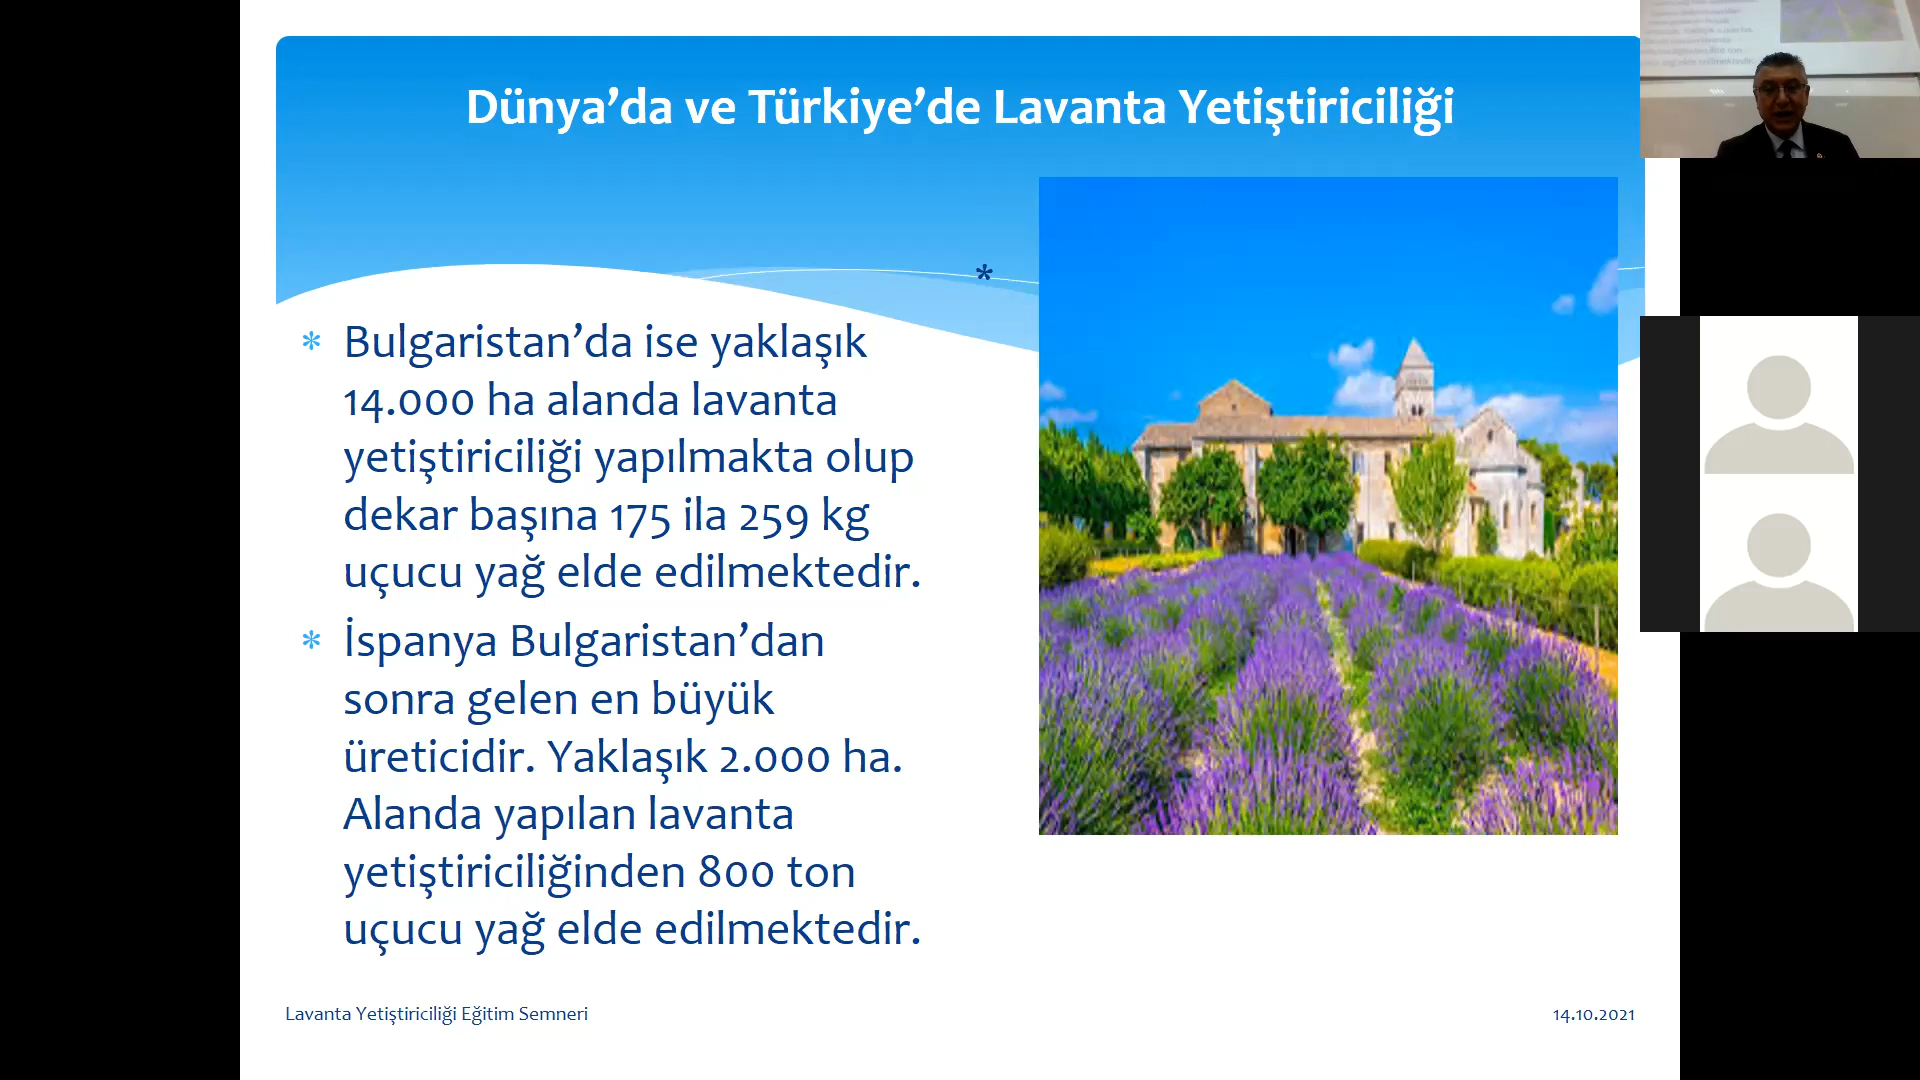 Dünya’da ve Türkiye’de Lavanta Yetiştiriciliği
* Bulgaristan’da ise yaklaşık
14.000 ha alanda lavanta
yetiştiriciliği yapılmakta olup
dekar başına 175 ila 259 kg
uçucu yağ elde edilmektedir.
* İspanya Bulgaristan’dan
sonra gelen en büyük
üreticidir. Yaklaşık 2.000 ha.
Alanda yapılan lavanta
yetiştiriciliğinden 800 ton
uçucu yağ elde edilmektedir.
*
Lavanta Yetiştiriciliği Eğitim Semneri
14.10.2021